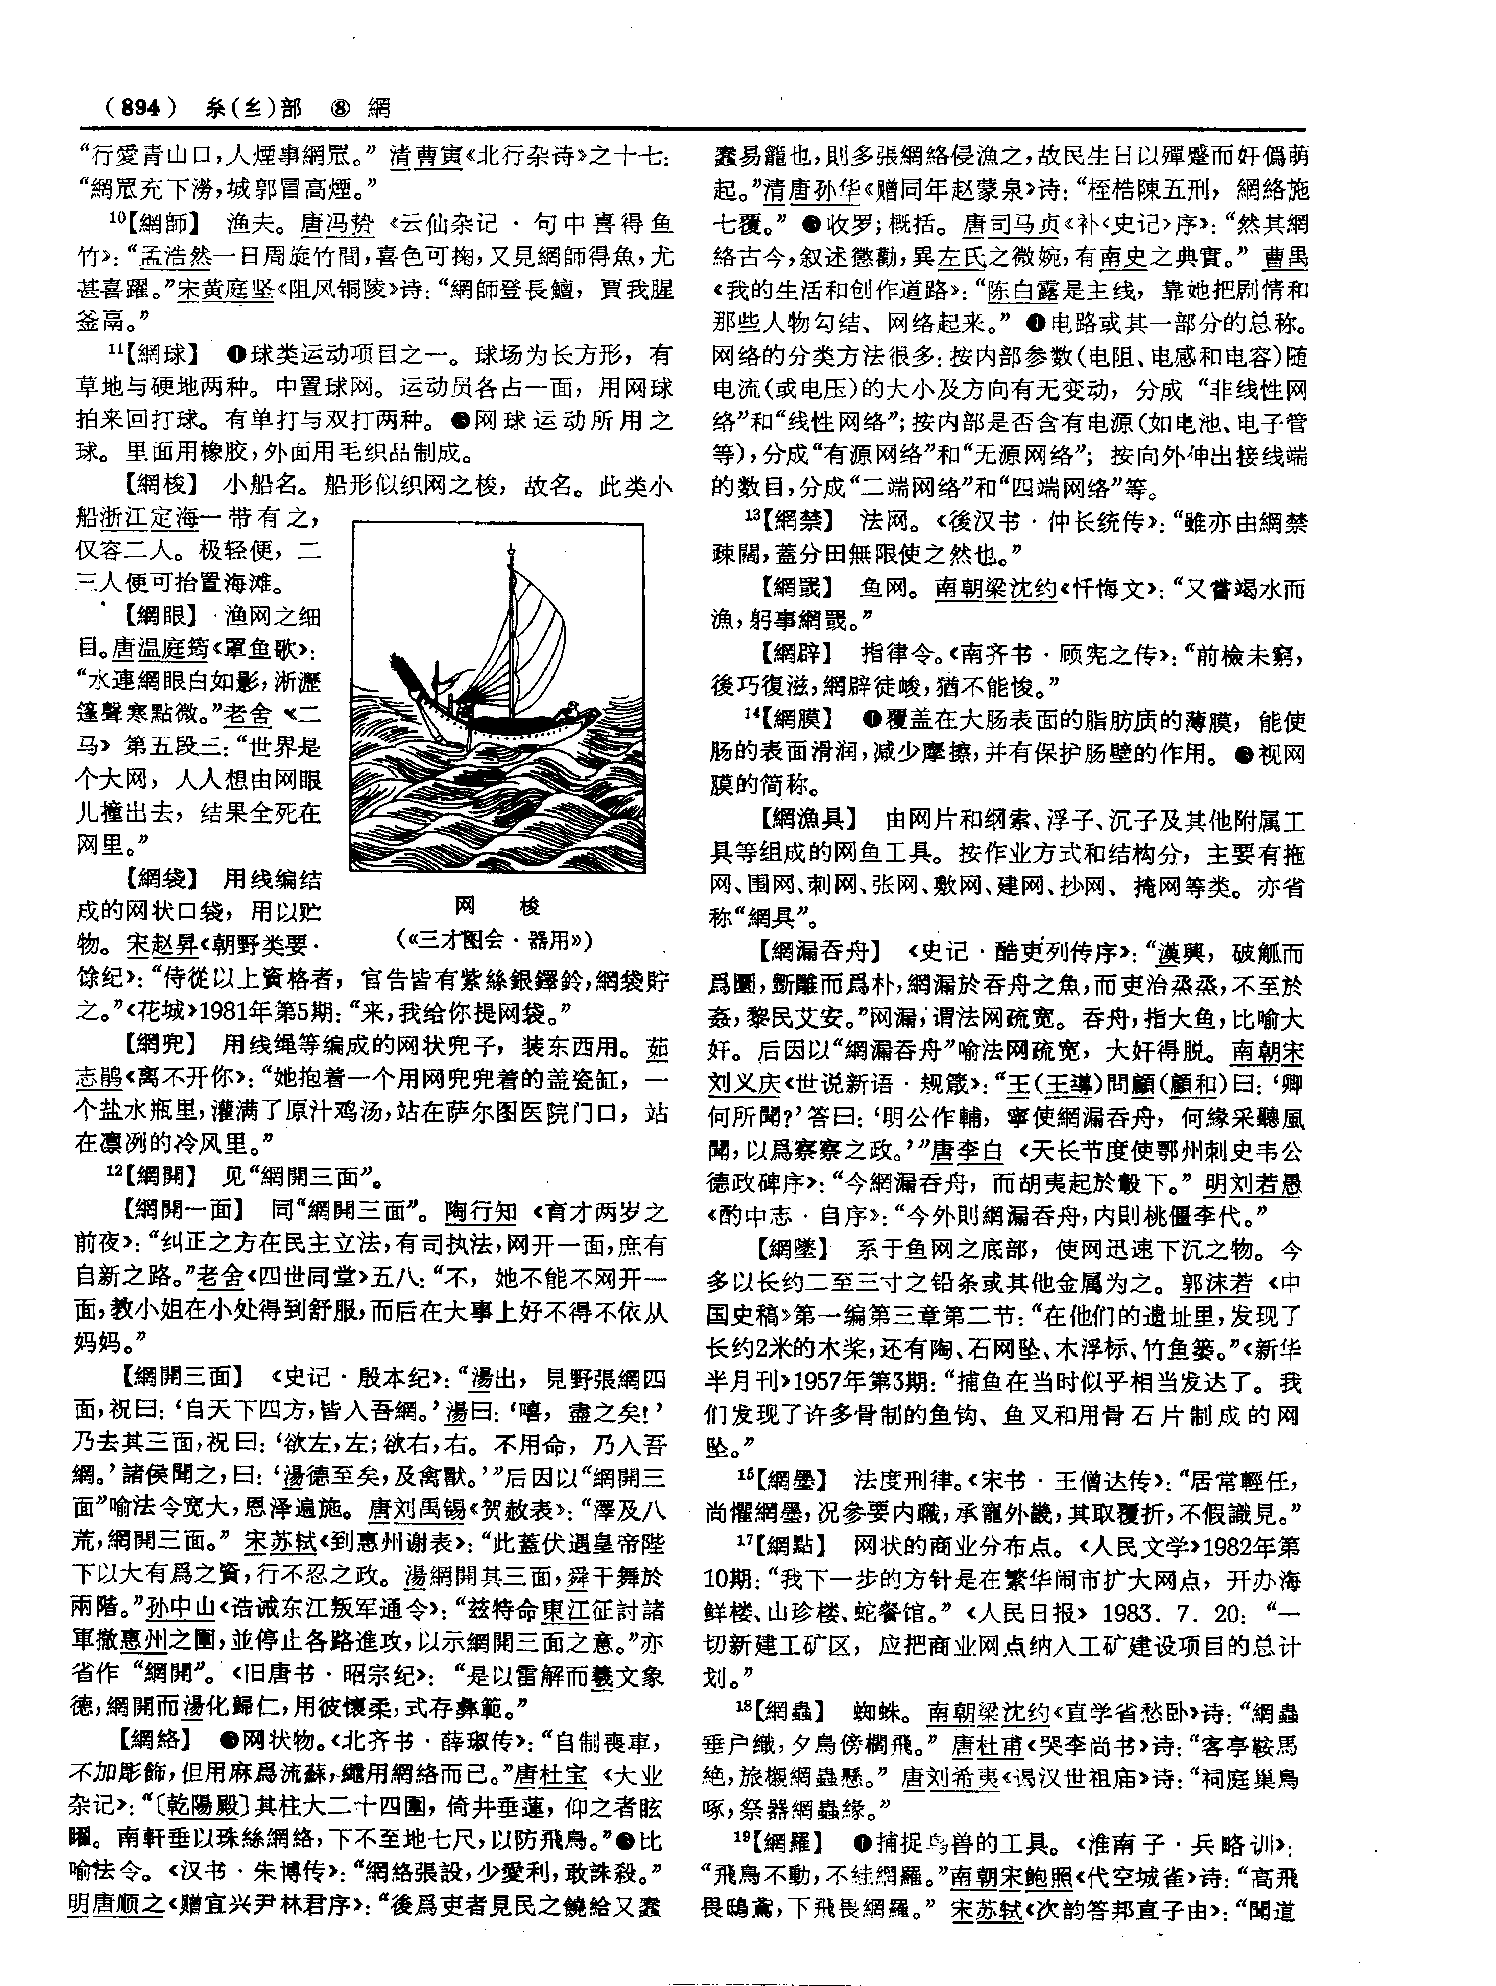 (894) 糸(纟)部 ⑧ 網
“行愛青山口,人煙事網罛。” 清曹寅《北行杂诗》之十七:
“網罛充下澇,城郭冒高煙。”
10【網師】 渔夫。唐冯贽《云仙杂记·句中喜得鱼
竹》:“孟浩然一日周旋竹間,喜色可掬,又見網師得魚,尤
甚喜躍。”宋黄庭坚《阻风铜陵》诗:“網師登長鱣,買我腥
釜鬲。”
11【網球】 ❶球类运动项目之一。球场为长方形,有
草地与硬地两种。中置球网。运动员各占一面,用网球
拍来回打球。有单打与双打两种。❷网球运动所用之
球。里面用橡胶,外面用毛织品制成。
【網梭】 小船名。船形似织网之梭,故名。此类小
船浙江定海一带有之,
仅容二人。极轻便,二
三人便可抬置海滩。
【網眼】 渔网之细
目。唐温庭筠《罩鱼歌》:
“水連網眼白如影,淅瀝
篷聲寒點微。”老舍《二
马》第五段三:“世界是
个大网,人人想由网眼
儿撞出去,结果全死在
网里。”
【網袋】 用线编结
成的网状口袋,用以贮
物。宋赵昇《朝野类要·
馀纪》:“侍從以上資格者,官告皆有紫絲銀鐸鈴,網袋貯
之。”《花城》1981年第5期:“来,我给你提网袋。”
网 梭
(《三才图会·器用》)
【網兜】 用线绳等编成的网状兜子,装东西用。茹
志鹃《离不开你》:“她抱着一个用网兜兜着的盖瓷缸,一
个盐水瓶里,灌满了原汁鸡汤,站在萨尔图医院门口,站
在凛冽的冷风里。”
12【網開】 见“網開三面”。
【網開一面】 同“網開三面”。陶行知《育才两岁之
前夜》:“纠正之方在民主立法,有司执法,网开一面,庶有
自新之路。”老舍《四世同堂》五八:“不,她不能不网开一
面,教小姐在小处得到舒服,而后在大事上好不得不依从
妈妈。”
【網開三面】 《史记·殷本纪》:“湯出,見野張網四
面,祝曰:‘自天下四方,皆入吾網。’湯曰:‘嘻,盡之矣!’
乃去其三面,祝曰:‘欲左,左;欲右,右。不用命,乃入吾
網。’諸侯聞之,曰:‘湯德至矣,及禽獸。’”后因以“網開三
面”喻法令宽大,恩泽遍施。唐刘禹锡《贺赦表》:“澤及八
荒,網開三面。” 宋苏轼《到惠州谢表》:“此蓋伏遇皇帝陛
下以大有爲之資,行不忍之政。湯網開其三面,舜干舞於
兩階。”孙中山《浩诫东江叛军通令》:“兹特命東江征討諸
軍撤惠州之圍,並停止各路進攻,以示網開三面之意。”亦
省作“網開”。《旧唐书·昭宗纪》:“是以雷解而羲文象
德,網開而湯化歸仁,用彼懷柔,式存彝範。”
【網絡】 ❶网状物。《北齐书·薛琡传》:“自制喪車,
不加彫飾,但用麻爲流蘇,繩用網絡而已。”唐杜宝《大业
杂记》:“〔乾陽殿〕其柱大二十四圍,倚井垂蓮,仰之者眩
曜。南軒垂以珠絲網絡,下不至地七尺,以防飛鳥。”❷比
喻法令。《汉书·朱博传》:“網絡張設,少愛利,敢誅殺。”
明唐顺之《赠宜兴尹林君序》:“後爲吏者見民之饒給又蠢
蠢易籠也,則多張網絡侵漁之,故民生日以殫蹙而奸僞萌
起。”清唐孙华《赠同年赵蒙泉》诗:“桎梏陳五刑,網絡施
七覆。” ❸收罗;概括。唐司马贞《补〈史记〉序》:“然其網
絡古今,叙述懲勸,異左氏之微婉,有南史之典實。” 曹禺
《我的生活和创作道路》:“陈白露是主线,靠她把剧情和
那些人物勾结、网络起来。” ❹电路或其一部分的总称。
网络的分类方法很多:按内部参数(电阻、电感和电容)随
电流(或电压)的大小及方向有无变动,分成“非线性网
络”和“线性网络”;按内部是否含有电源(如电池、电子管
等),分成“有源网络”和“无源网络”;按向外伸出接线端
的数目,分成“二端网络”和“四端网络”等。
13【網禁】 法网。《後汉书·仲长统传》:“雖亦由網禁
疎闊,蓋分田無限使之然也。”
【網罭】 鱼网。南朝梁沈约《忏悔文》:“又嘗竭水而
漁,躬事網罭。”
【網辟】 指律令。《南齐书·顾宪之传》:“前檢未窮,
後巧復滋,網辟徒峻,猶不能悛。”
14【網膜】 ❶覆盖在大肠表面的脂肪质的薄膜,能使
肠的表面滑润,减少摩擦,并有保护肠壁的作用。❷视网
膜的简称。
【網漁具】 由网片和纲索、浮子、沉子及其他附属工
具等组成的网鱼工具。按作业方式和结构分,主要有拖
网、围网、刺网、张网、敷网、建网、抄网、掩网等类。亦省
称“網具”。
【網漏吞舟】 《史记·酷吏列传序》:“漢興,破觚而
爲圜,斲雕而爲朴,網漏於吞舟之魚,而吏治烝烝,不至於
姦,黎民艾安。”网漏,谓法网疏宽。吞舟,指大鱼,比喻大
奸。后因以“網漏吞舟”喻法网疏宽,大奸得脱。南朝宋
刘义庆《世说新语·规箴》:“王(王導)問顧(顧和)曰:‘卿
何所聞?’答曰:‘明公作輔,寧使網漏吞舟,何緣采聽風
聞,以爲察察之政。’”唐李白《天长节度使鄂州刺史韦公
德政碑序》:“今網漏吞舟,而胡夷起於轂下。” 明刘若愚
《酌中志·自序》:“今外則網漏吞舟,内則桃僵李代。”
【網墜】 系于鱼网之底部,使网迅速下沉之物。今
多以长约二至三寸之铅条或其他金属为之。郭沫若《中
国史稿》第一编第三章第二节:“在他们的遗址里,发现了
长约2米的木桨,还有陶、石网坠、木浮标、竹鱼篓。”《新华
半月刊》1957年第3期:“捕鱼在当时似乎相当发达了。我
们发现了许多骨制的鱼钩、鱼叉和用骨石片制成的网
坠。”
15【網墨】 法度刑律。《宋书·王僧达传》:“居常輕任,
尚懼網墨,况參要内職,承寵外畿,其取覆折,不假識見。”
17【網點】 网状的商业分布点。《人民文学》1982年第
10期:“我下一步的方针是在繁华闹市扩大网点,开办海
鲜楼、山珍楼、蛇餐馆。”《人民日报》1983.7.20:“一
切新建工矿区,应把商业网点纳入工矿建设项目的总计
划。”
18【網蟲】 蜘蛛。南朝梁沈约《直学省愁卧》诗:“網蟲
垂户織,夕鳥傍櫩飛。” 唐杜甫《哭李尚书》诗:“客亭鞍馬
絶,旅櫬網蟲懸。” 唐刘希夷《谒汉世祖庙》诗:“祠庭巢鳥
啄,祭器網蟲緣。”
19【網羅】 ❶捕捉鸟兽的工具。《淮南子·兵略训》:
“飛鳥不動,不絓網羅。”南朝宋鲍照《代空城雀》诗:“高飛
畏鴟鳶,下飛畏網羅。” 宋苏轼《次韵答邦直子由》:“聞道